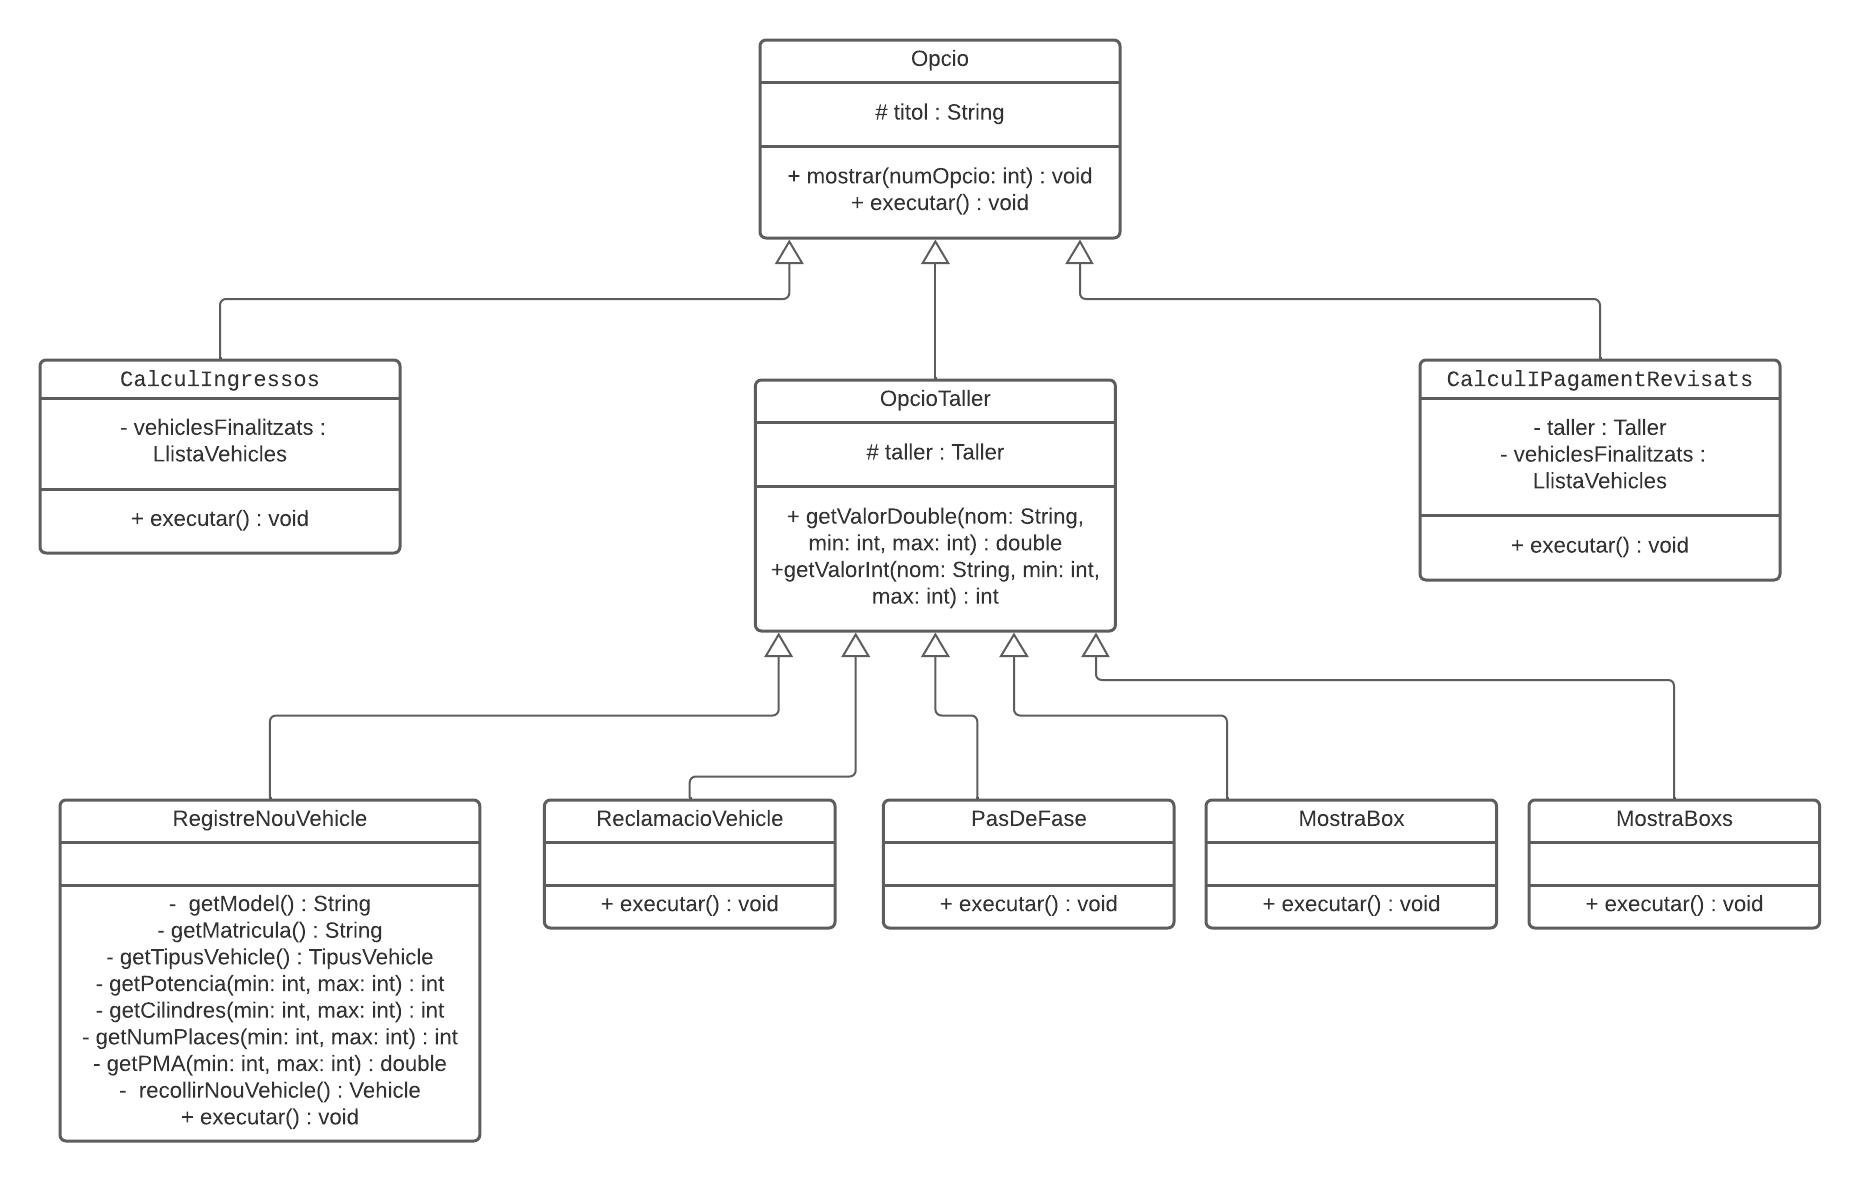 Opcio
# titol : String
+ mostrar(numOpcio: int) : void
+ executar() : void
CalculIngressos
- vehiclesFinalitzats :
LlistaVehicles
+ executar() : void
OpcioTaller
# taller : Taller
+ getValorDouble(nom: String,
min: int, max: int) : double
+getValorInt(nom: String, min: int,
max: int) : int
CalculIPagamentRevisats
- taller : Taller
- vehiclesFinalitzats :
LlistaVehicles
+ executar() : void
RegistreNouVehicle
- getModel() : String
- getMatricula() : String
- getTipusVehicle() : TipusVehicle
- getPotencia(min: int, max: int) : int
- getCilindres(min: int, max: int) : int
- getNumPlaces(min: int, max: int) : int
- getPMA(min: int, max: int) : double
- recollirNouVehicle() : Vehicle
+ executar() : void
ReclamacioVehicle
+ executar() : void
PasDeFase
+ executar() : void
MostraBox
+ executar() : void
MostraBoxs
+ executar() : void